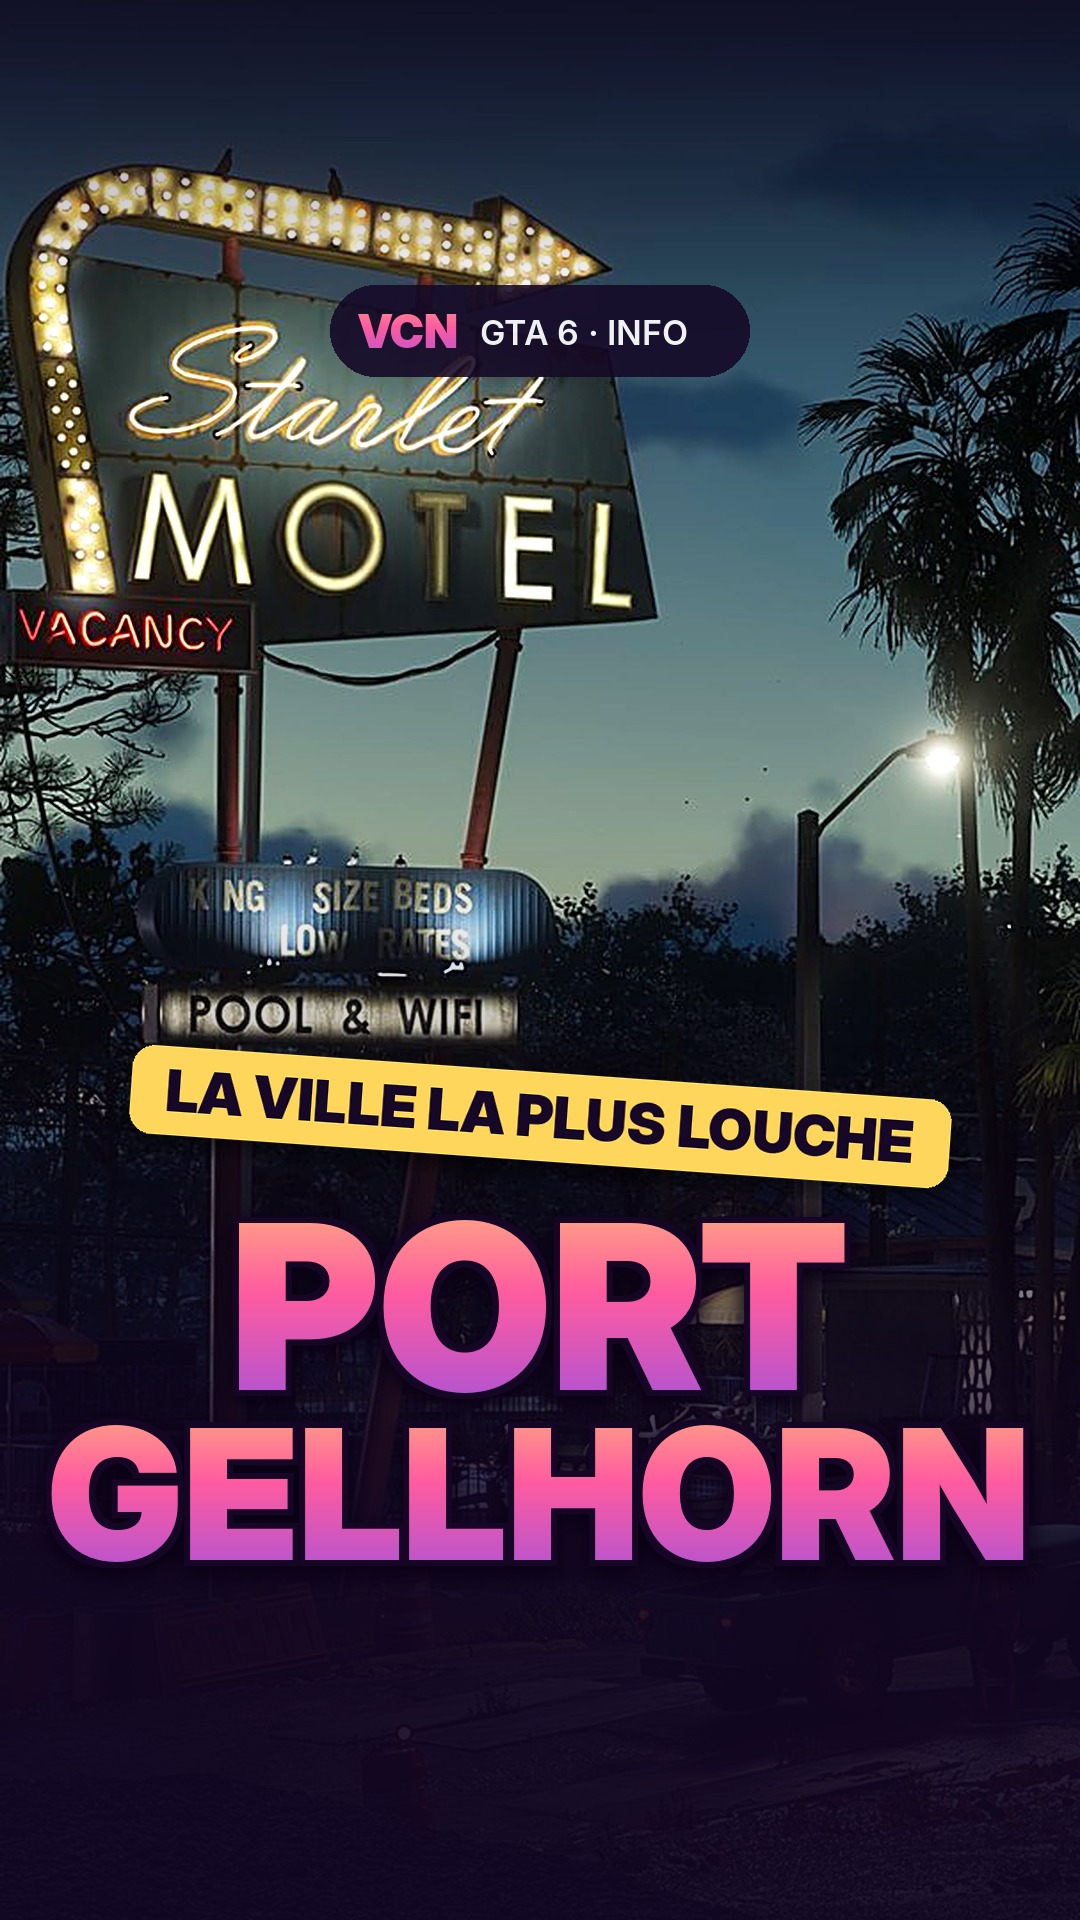 VCN GTA 6 · INFO
Starlet
MOTEL
VACANCY
K NG SIZE BEDS
LOW RATES
POOL & WIFI
LA VILLE LA PLUS LOUCHE
PORT
GELLHORN